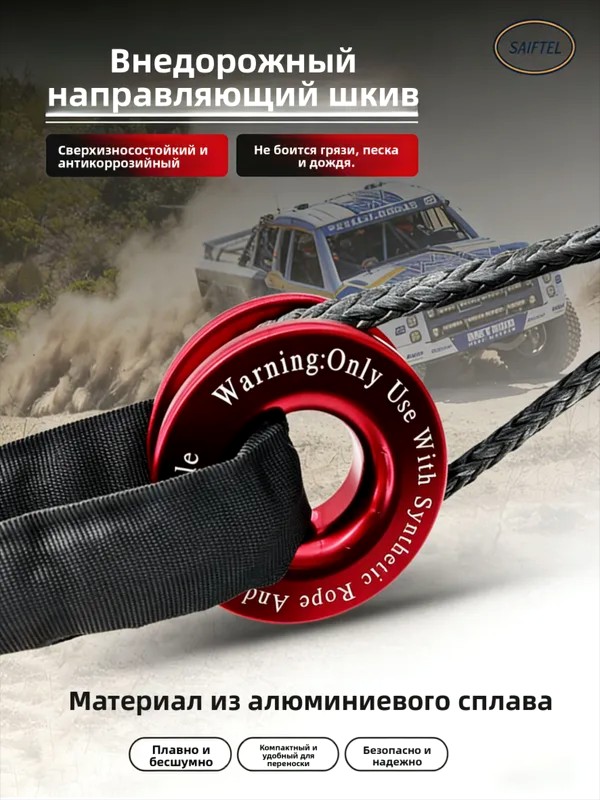 SAIFTEL
Внедорожный
направляющий шкив
Сверхизносостойкий и
антикоррозийный
Не боится грязи, песка
и дождя.
Warning:Only Use With Synthetic Rope And
Материал из алюминиевого сплава
Плавно и
бесшумно
Компактный и
удобный для
переноски
Безопасно и
надежно